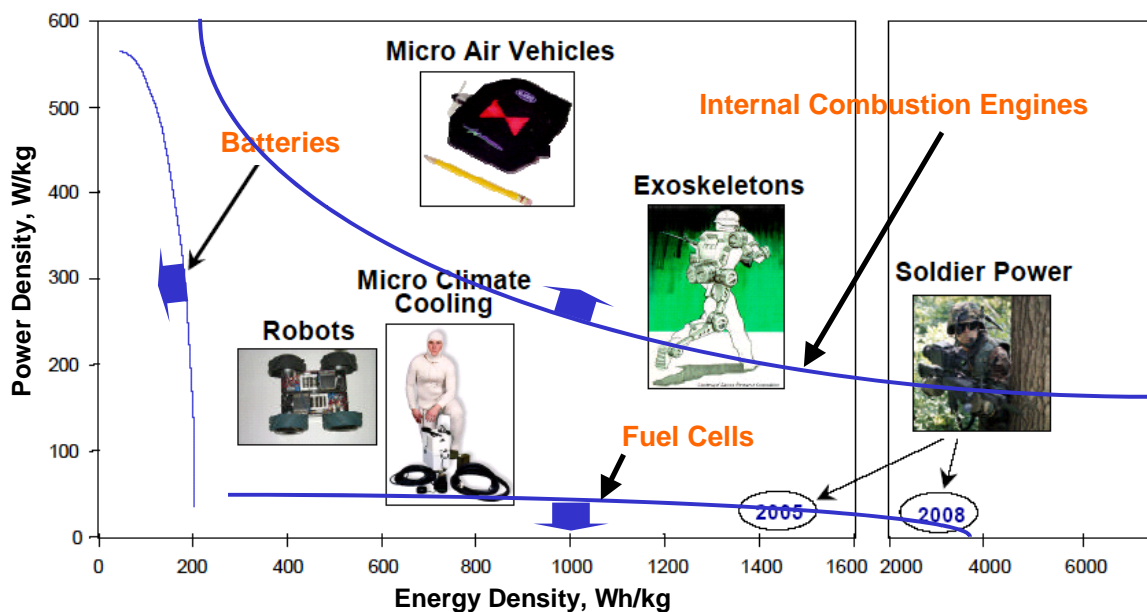 600
500
400
300
200
100
0
Power Density, W/kg
Micro Air Vehicles
Internal Combustion Engines
Batteries
Exoskeletons
Micro Climate
Cooling
Soldier Power
Robots
Fuel Cells
2005
2008
0
200
400
600
800
1000
1200
1400
1600
2000
4000
6000
Energy Density, Wh/kg